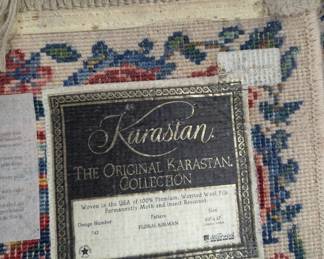 Karastan
THE ORIGINAL KARASTAN
COLLECTION
Woven in the USA of 100% Premium, Worsted Wool Pile
Permanently Moth and Insect Resistant.
Design Number
Pattern
Size
FLORAL KIRMAN